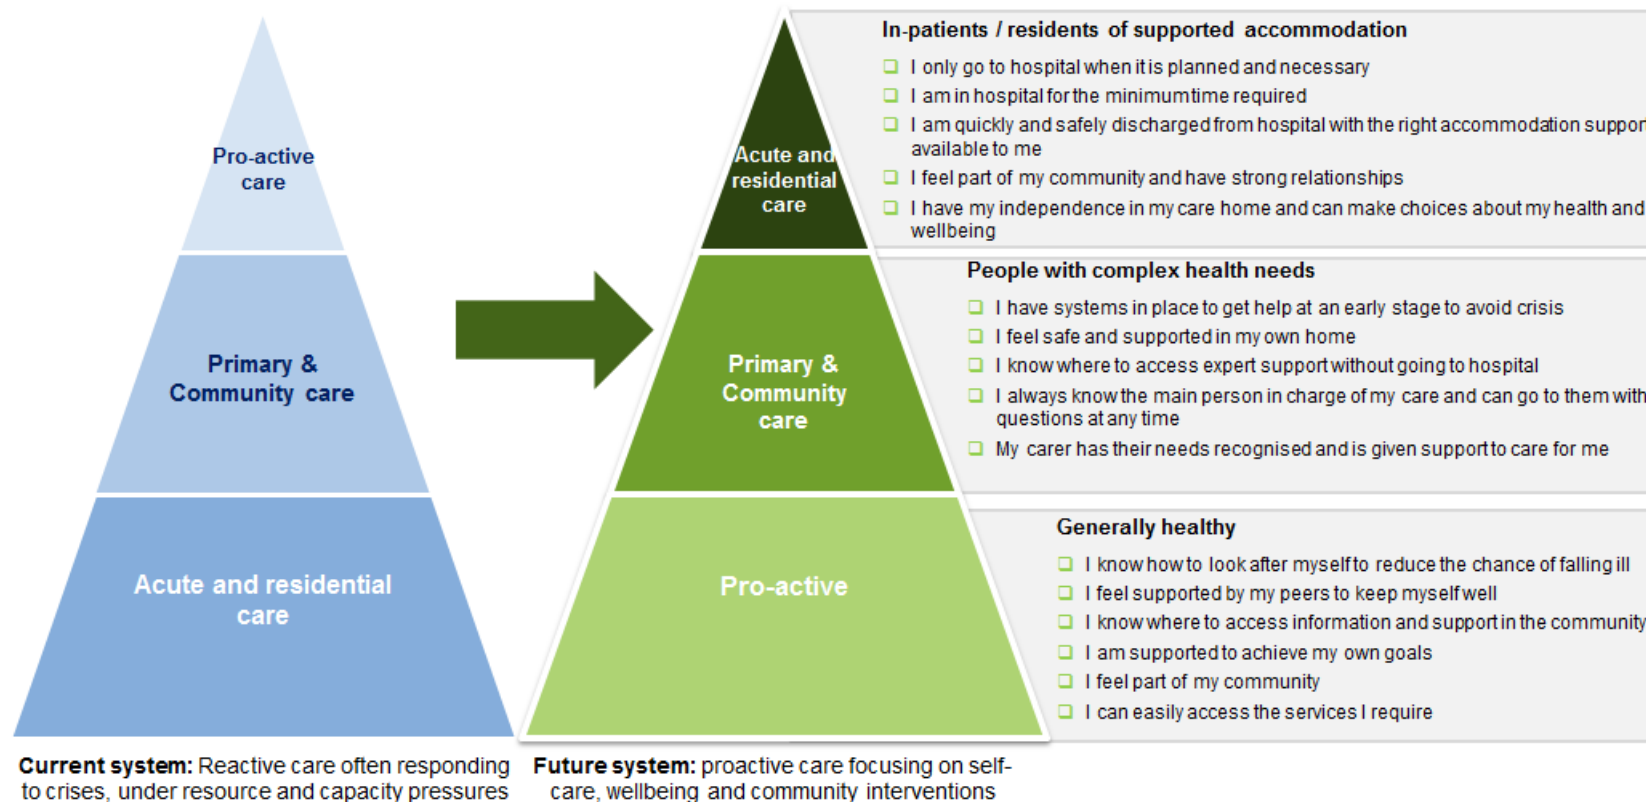 Pro-active
care
Primary &
Community care
Acute and residential
care
Current system: Reactive care often responding
to crises, under resource and capacity pressures
Acute and
residential
care
Primary &
Community
care
Pro-active
Future system: proactive care focusing on self-
care, wellbeing and community interventions
In-patients / residents of supported accommodation
I only go to hospital when it is planned and necessary
I am in hospital for the minimum time required
I am quickly and safely discharged from hospital with the right accommodation support
available to me
I feel part of my community and have strong relationships
I have my independence in my care home and can make choices about my health and
wellbeing
People with complex health needs
I have systems in place to get help at an early stage to avoid crisis
I feel safe and supported in my own home
I know where to access expert support without going to hospital
I always know the main person in charge of my care and can go to them with
questions at any time
My carer has their needs recognised and is given support to care for me
Generally healthy
I know how to look after myself to reduce the chance of falling ill
I feel supported by my peers to keep myself well
I know where to access information and support in the community
I am supported to achieve my own goals
I feel part of my community
I can easily access the services I require